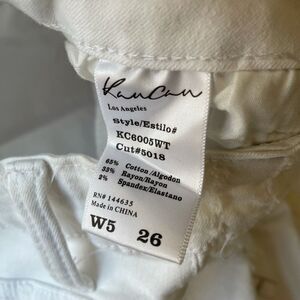 KanCan
Los Angeles
Style/Estilo#
KC6005WT
Cut#5018
65% Cotton/Algodon
33% Rayon/Rayon
2% Spandex/Elastano
RN# 144635
Made in CHINA
W5 26